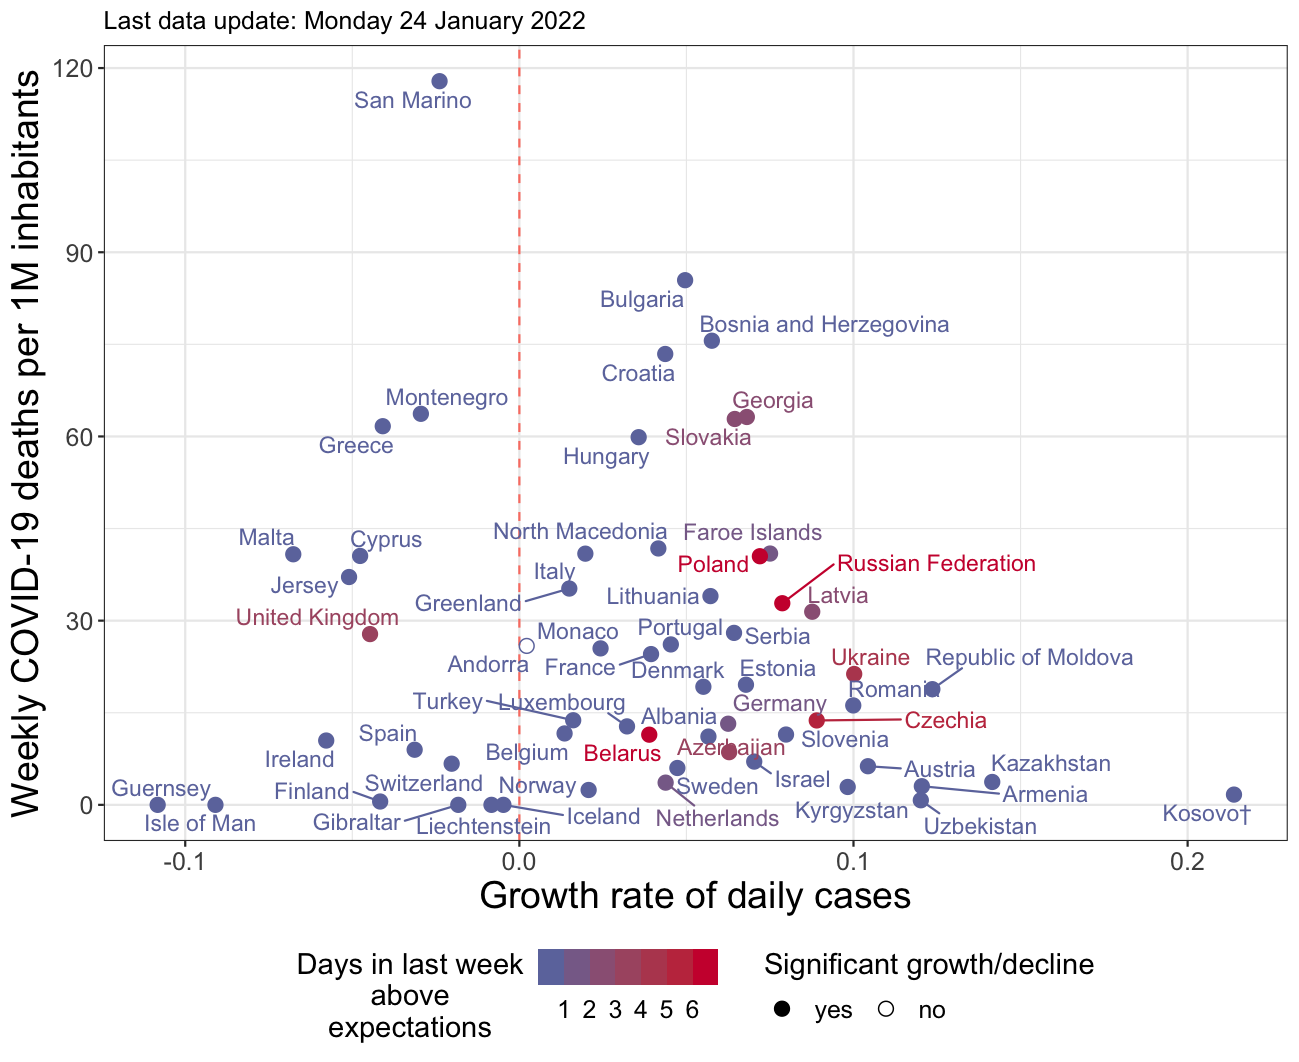 Last data update: Monday 24 January 2022
Weekly COVID-19 deaths per 1M inhabitants
120
San Marino
90
Bulgaria
Bosnia and Herzegovina
Croatia
Montenegro
Georgia
60
Greece
Slovakia
Hungary
Malta
Cyprus
North Macedonia
Faroe Islands
Poland
Russian Federation
Italy
Jersey
Greenland
Lithuania
Latvia
30
United Kingdom
Monaco
Portugal
Serbia
Andorra
France
Denmark
Estonia
Ukraine
Republic of Moldova
Romania
Turkey
Luxembourg
Germany
Albania
Czechia
Spain
Ireland
Belgium
Belarus
Azerbaijan
Slovenia
Guernsey
Finland
Switzerland
Norway
Sweden
Israel
Austria
Kazakhstan
Armenia
0
Isle of Man
Gibraltar
Liechtenstein
Iceland
Netherlands
Kyrgyzstan
Uzbekistan
Kosovo†
-0.1 0.0 0.1 0.2
Growth rate of daily cases
Days in last week
above
expectations
1 2 3 4 5 6
Significant growth/decline
yes no